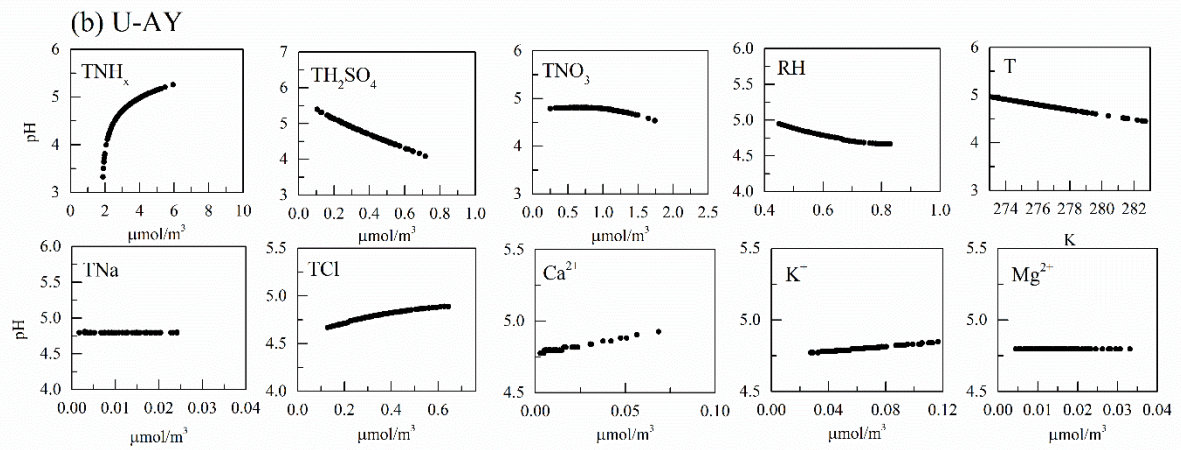 (b) U-AY
6 7 6 6.0 6
TNHₓ TH₂SO₄ TNO₃ RH T
5 6 5 5.5 5
pH 5 5.0
4 4 4 4.5 4
3 3 3 4.0 3
0 2 4 6 8 10 0.0 0.2 0.4 0.6 0.8 1.0 0.0 0.5 1.0 1.5 2.0 2.5 0.4 0.6 0.8 1.0 274 276 278 280 282
μmol/m³ μmol/m³ μmol/m³ K
6.0 5.5 5.5 5.5 5.5
TNa TCl Ca²⁺ K⁻ Mg²⁺
5.5
pH 5.0 5.0 5.0 5.0 5.0
4.5 4.5
4.0 4.0 4.5 4.5 4.5
0.00 0.01 0.02 0.03 0.04 0.0 0.2 0.4 0.6 0.00 0.05 0.10 0.00 0.04 0.08 0.12 0.00 0.01 0.02 0.03 0.04
μmol/m³ μmol/m³ μmol/m³ μmol/m³ μmol/m³